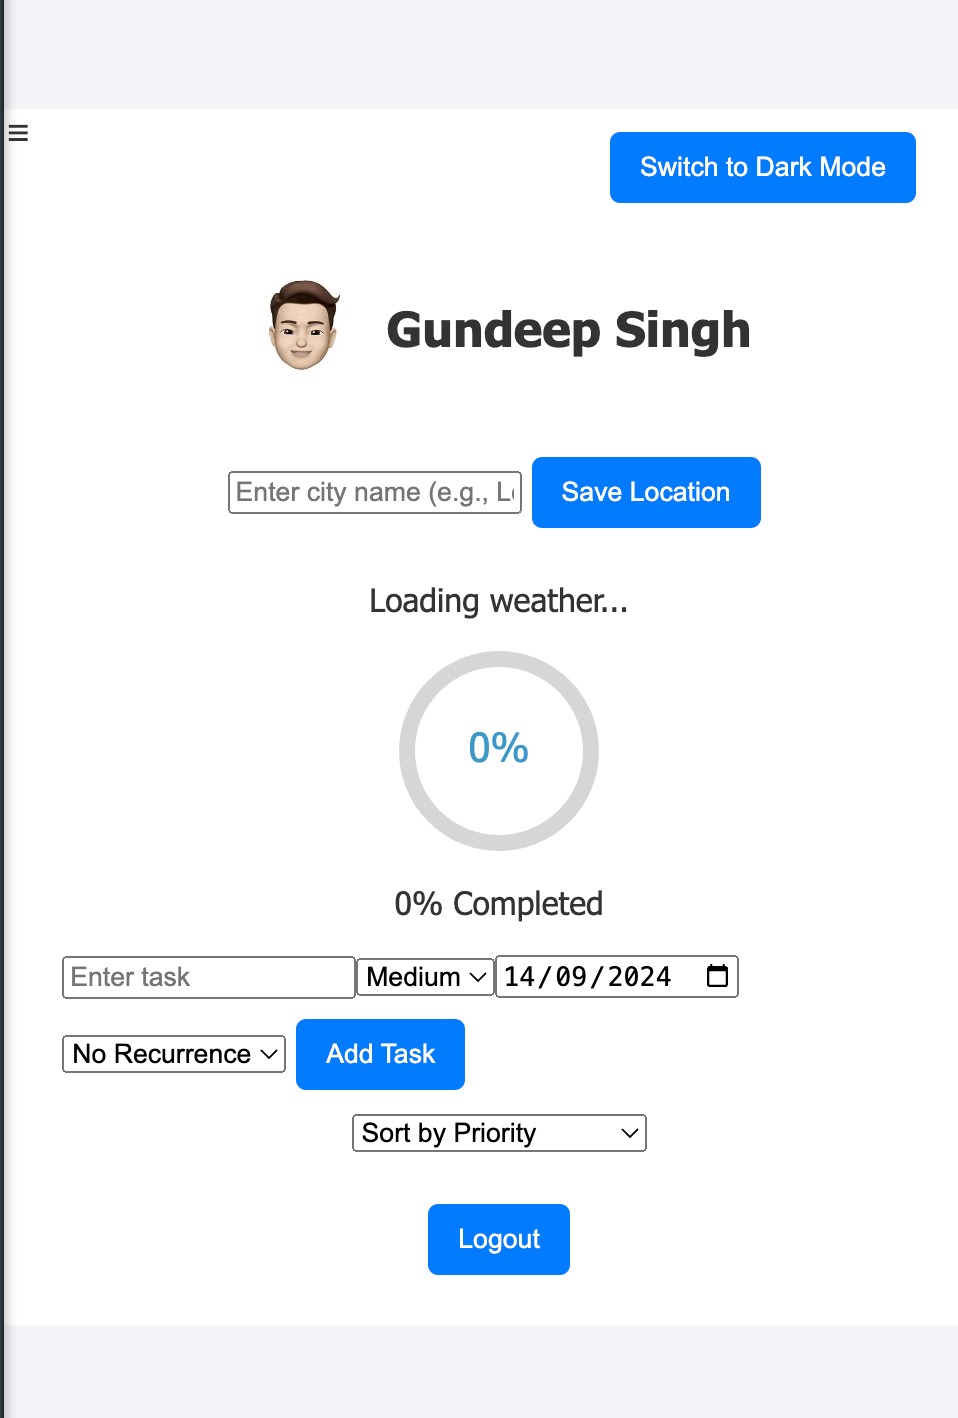 Switch to Dark Mode
Gundeep Singh
Enter city name (e.g., Lo
Save Location
Loading weather...
0%
0% Completed
Enter task
Medium
14/09/2024
No Recurrence
Add Task
Sort by Priority
Logout